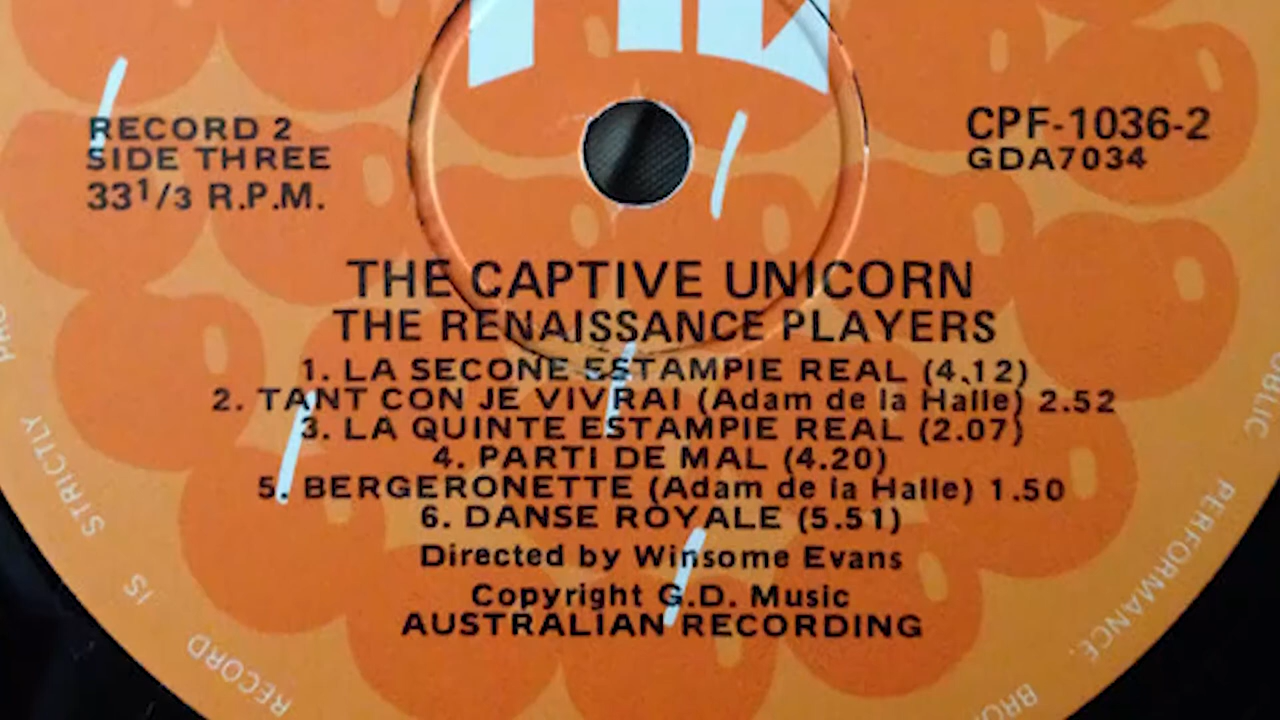 RECORD 2
SIDE THREE
33 1/3 R.P.M.
CPF-1036-2
GDA7034
THE CAPTIVE UNICORN
THE RENAISSANCE PLAYERS
1. LA SECONE ESTAMPIE REAL (4.12)
2. TANT CON JE VIVRAI (Adam de la Halle) 2.52
3. LA QUINTE ESTAMPIE REAL (2.07)
4. PARTI DE MAL (4.20)
5. BERGERONETTE (Adam de la Halle) 1.50
6. DANSE ROYALE (5.51)
Directed by Winsome Evans
Copyright G.D. Music
AUSTRALIAN RECORDING
PERFORMANCE.
RECORD IS STRICTLY